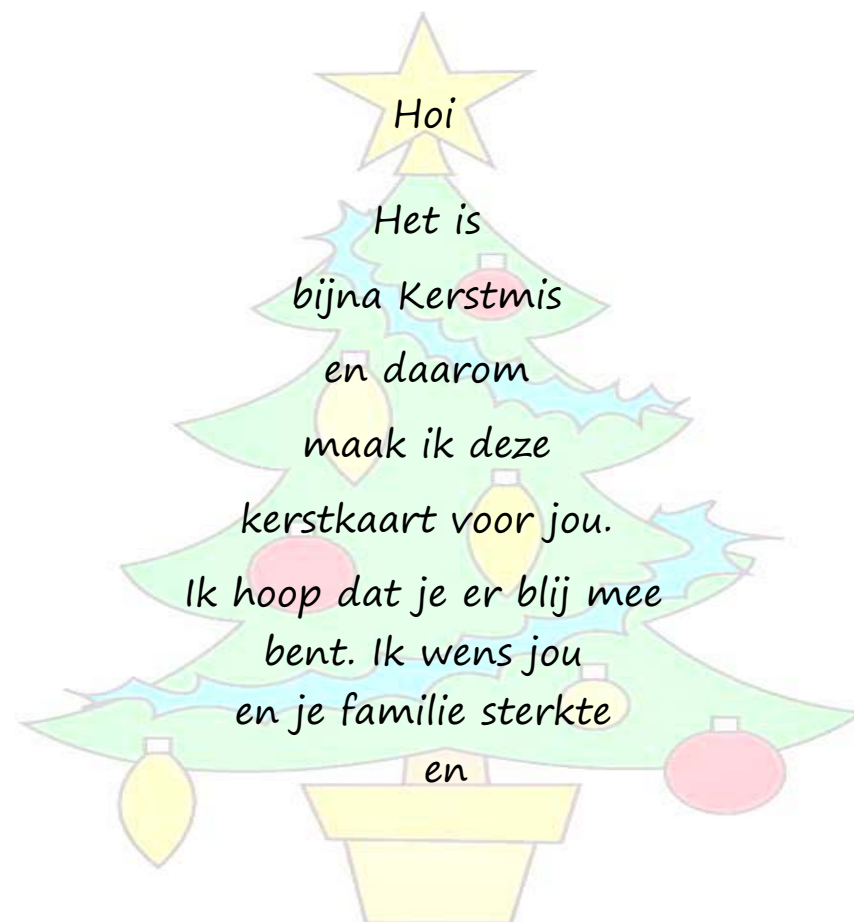 Hoi
Het is
bijna Kerstmis
en daarom
maak ik deze
kerstkaart voor jou.
Ik hoop dat je er blij mee
bent. Ik wens jou
en je familie sterkte
en